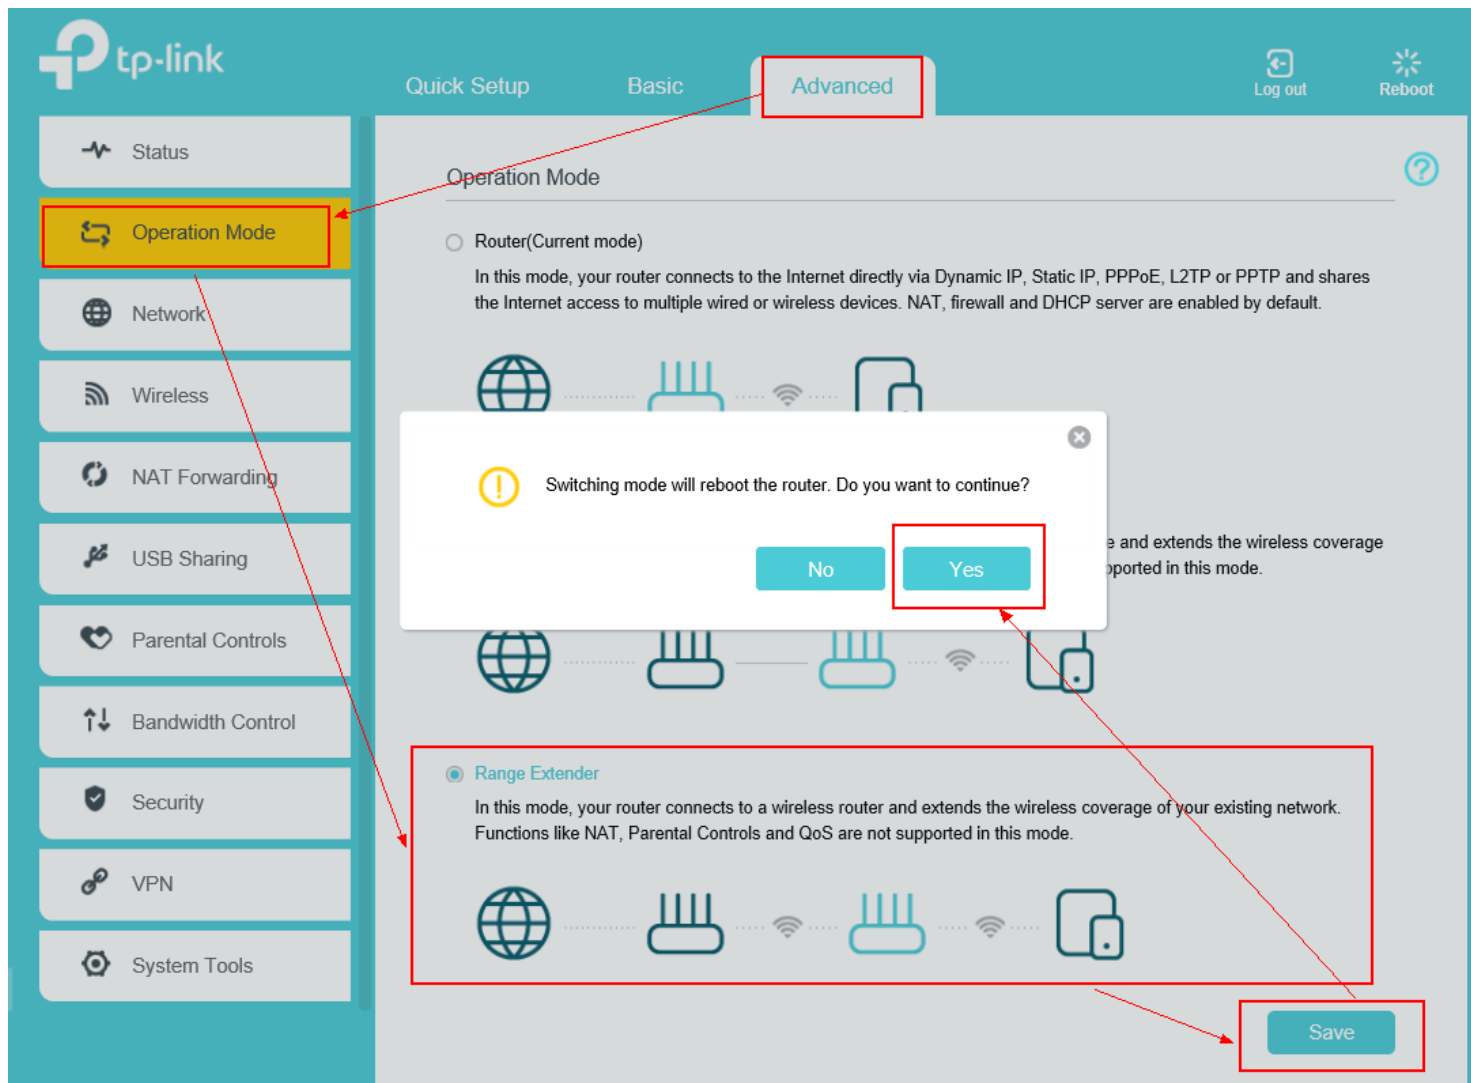 tp-link
Quick Setup
Basic
Advanced
Log out
Reboot
Status
Operation Mode
Network
Wireless
NAT Forwarding
USB Sharing
Parental Controls
Bandwidth Control
Security
VPN
System Tools
Operation Mode
Router(Current mode)
In this mode, your router connects to the Internet directly via Dynamic IP, Static IP, PPPoE, L2TP or PPTP and shares
the Internet access to multiple wired or wireless devices. NAT, firewall and DHCP server are enabled by default.
Switching mode will reboot the router. Do you want to continue?
No
Yes
and extends the wireless coverage
in this mode.
Range Extender
In this mode, your router connects to a wireless router and extends the wireless coverage of your existing network.
Functions like NAT, Parental Controls and QoS are not supported in this mode.
Save